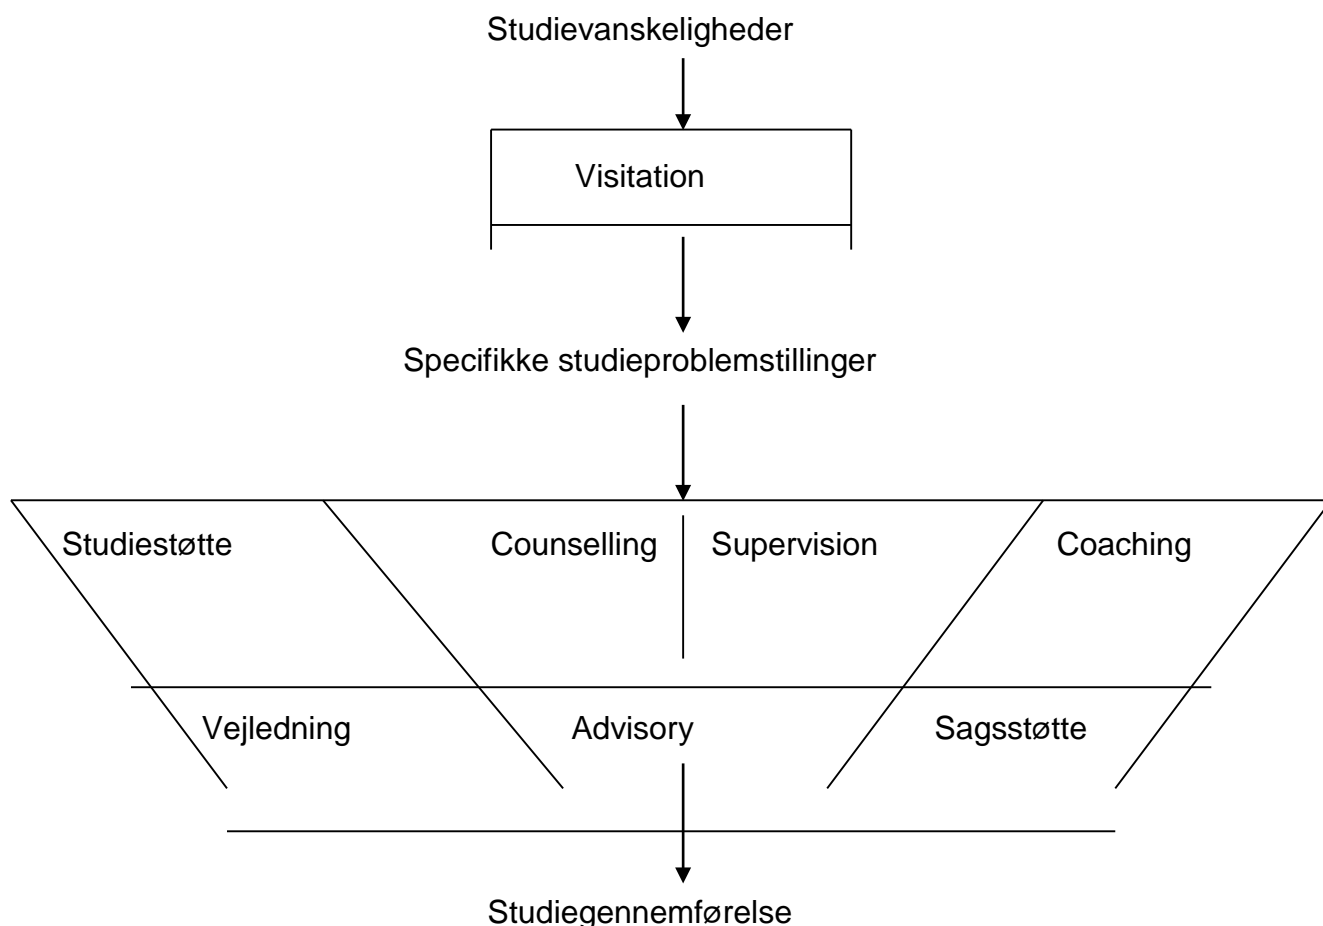 Studievanskeligheder
Visitation
Specifikke studieproblemstillinger
Studiestøtte Counselling Supervision Coaching
Vejledning Advisory Sagsstøtte
Studiegennemførelse